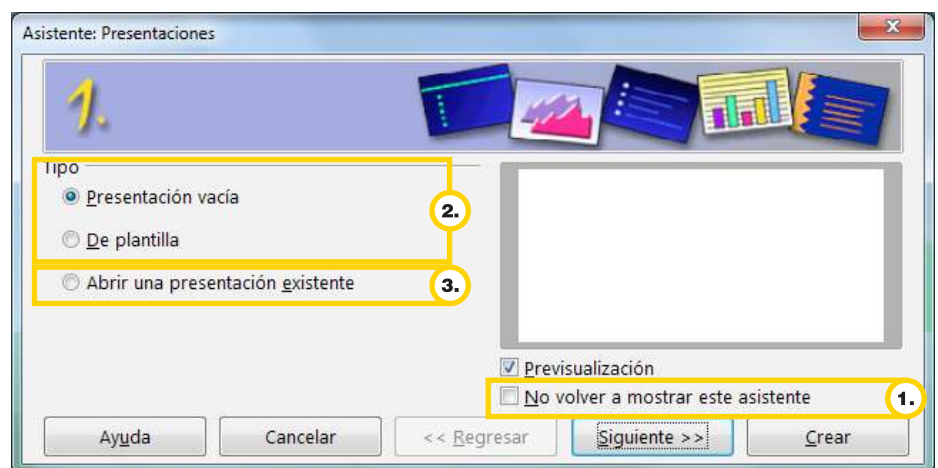 Asistente: Presentaciones
1.
Tipo
Presentación vacía
2.
De plantilla
Abrir una presentación existente
3.
Previsualización
No volver a mostrar este asistente
1.
Ayuda
Cancelar
<< Regresar
Siguiente >>
Crear